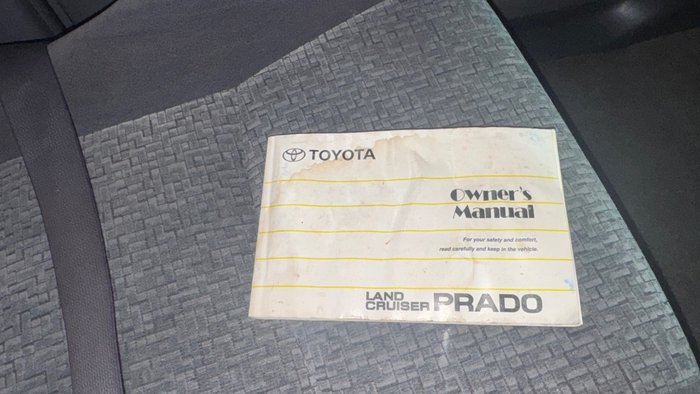 TOYOTA
Owner's
Manual
For your safety and comfort,
read carefully and keep in the vehicle.
LAND
CRUISER PRADO